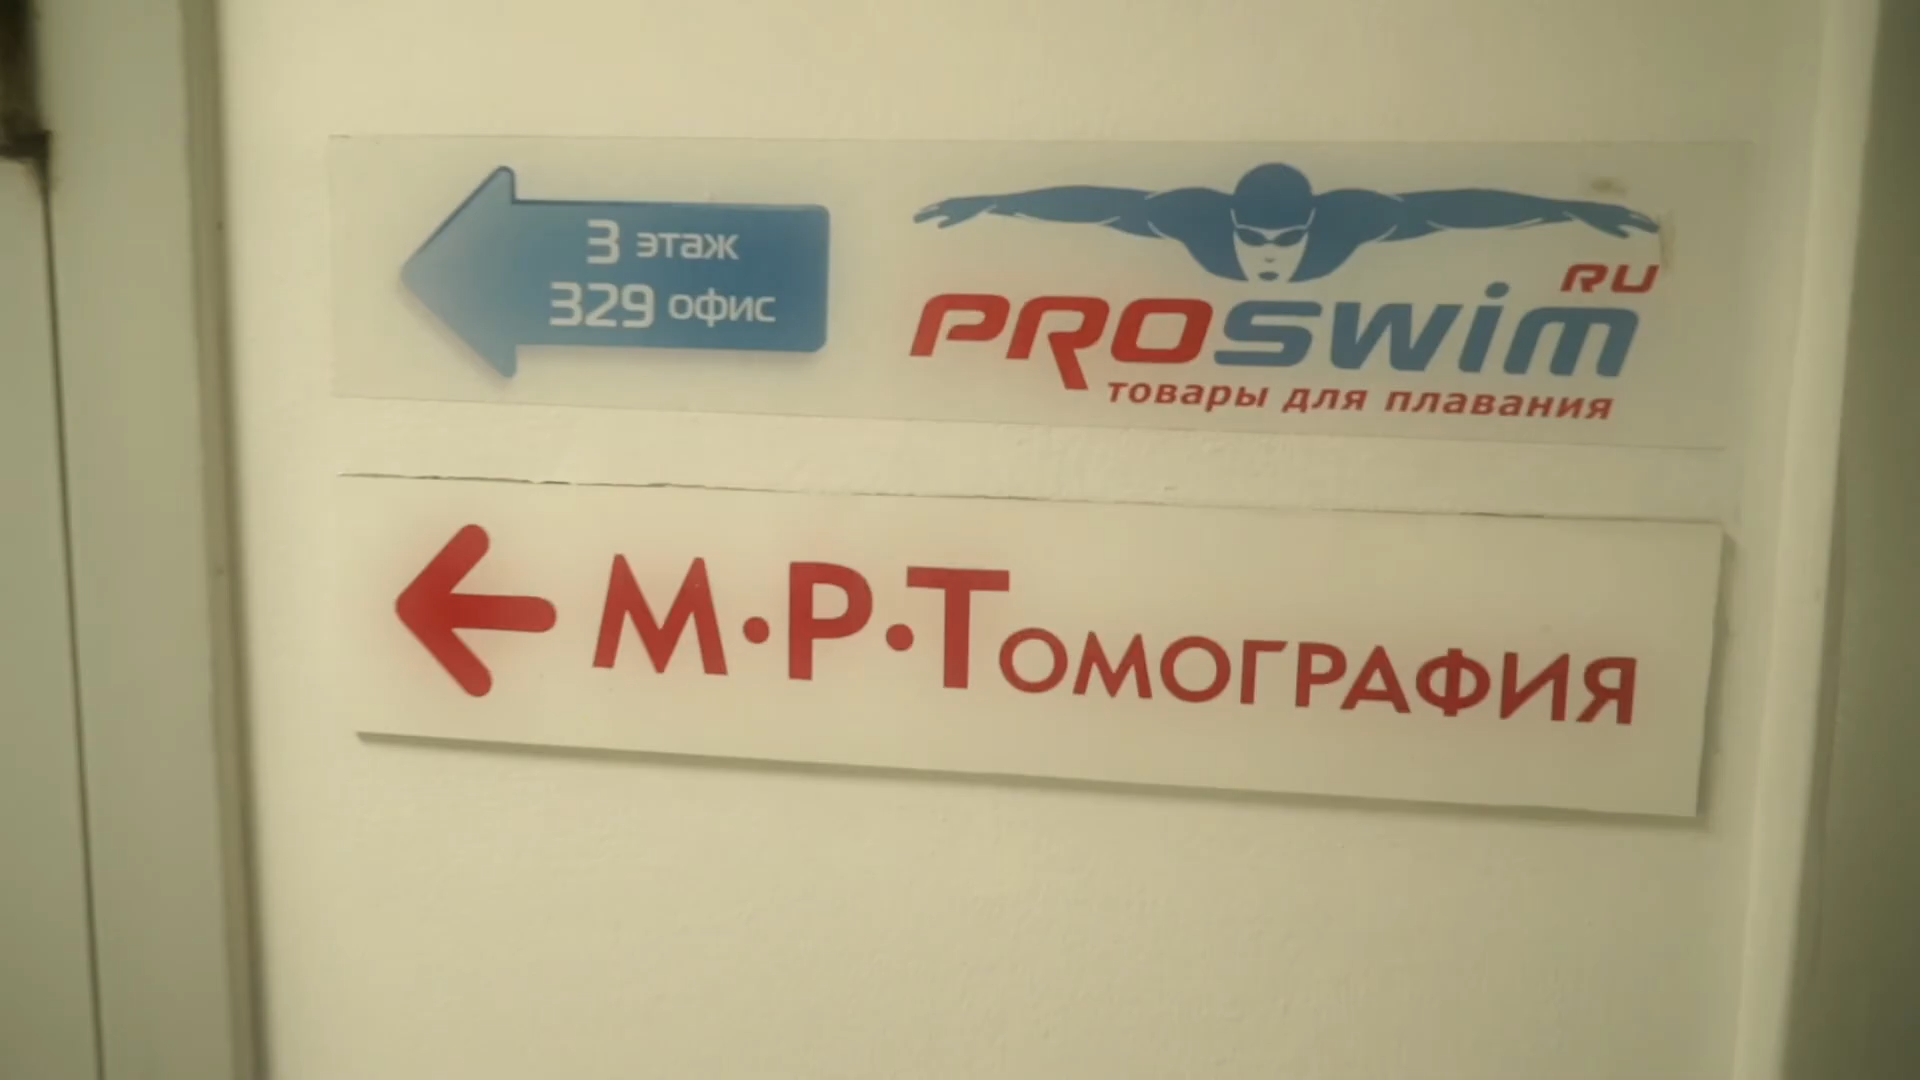 3 этаж
329 офис
PROSWIM RU
товары для плавания
М·Р·Томография